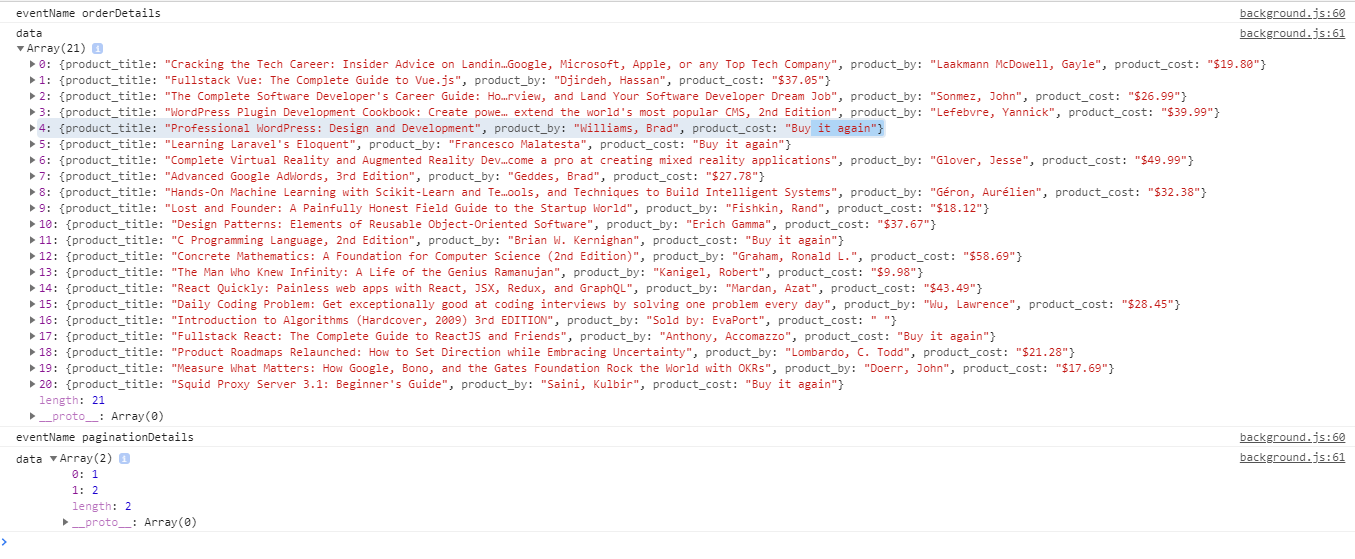 eventName orderDetails background.js:60
data background.js:61
Array(21) i
0: {product_title: "Cracking the Tech Career: Insider Advice on Landin…Google, Microsoft, Apple, or any Top Tech Company", product_by: "Laakmann McDowell, Gayle", product_cost: "$19.80"}
1: {product_title: "Fullstack Vue: The Complete Guide to Vue.js", product_by: "Djirdeh, Hassan", product_cost: "$37.05"}
2: {product_title: "The Complete Software Developer's Career Guide: Ho…rview, and Land Your Software Developer Dream Job", product_by: "Sonmez, John", product_cost: "$26.99"}
3: {product_title: "WordPress Plugin Development Cookbook: Create powe… extend the world's most popular CMS, 2nd Edition", product_by: "Lefebvre, Yannick", product_cost: "$39.99"}
4: {product_title: "Professional WordPress: Design and Development", product_by: "Williams, Brad", product_cost: "Buy it again"}
5: {product_title: "Learning Laravel's Eloquent", product_by: "Francesco Malatesta", product_cost: "Buy it again"}
6: {product_title: "Complete Virtual Reality and Augmented Reality Dev…come a pro at creating mixed reality applications", product_by: "Glover, Jesse", product_cost: "$49.99"}
7: {product_title: "Advanced Google AdWords, 3rd Edition", product_by: "Geddes, Brad", product_cost: "$27.78"}
8: {product_title: "Hands-On Machine Learning with Scikit-Learn and Te…ools, and Techniques to Build Intelligent Systems", product_by: "Géron, Aurélien", product_cost: "$32.38"}
9: {product_title: "Lost and Founder: A Painfully Honest Field Guide to the Startup World", product_by: "Fishkin, Rand", product_cost: "$18.12"}
10: {product_title: "Design Patterns: Elements of Reusable Object-Oriented Software", product_by: "Erich Gamma", product_cost: "$37.67"}
11: {product_title: "C Programming Language, 2nd Edition", product_by: "Brian W. Kernighan", product_cost: "Buy it again"}
12: {product_title: "Concrete Mathematics: A Foundation for Computer Science (2nd Edition)", product_by: "Graham, Ronald L.", product_cost: "$58.69"}
13: {product_title: "The Man Who Knew Infinity: A Life of the Genius Ramanujan", product_by: "Kanigel, Robert", product_cost: "$9.98"}
14: {product_title: "React Quickly: Painless web apps with React, JSX, Redux, and GraphQL", product_by: "Mardan, Azat", product_cost: "$43.49"}
15: {product_title: "Daily Coding Problem: Get exceptionally good at coding interviews by solving one problem every day", product_by: "Wu, Lawrence", product_cost: "$28.45"}
16: {product_title: "Introduction to Algorithms (Hardcover, 2009) 3rd EDITION", product_by: "Sold by: EvaPort", product_cost: " "}
17: {product_title: "Fullstack React: The Complete Guide to ReactJS and Friends", product_by: "Anthony, Accomazzo", product_cost: "Buy it again"}
18: {product_title: "Product Roadmaps Relaunched: How to Set Direction while Embracing Uncertainty", product_by: "Lombardo, C. Todd", product_cost: "$21.28"}
19: {product_title: "Measure What Matters: How Google, Bono, and the Gates Foundation Rock the World with OKRs", product_by: "Doerr, John", product_cost: "$17.69"}
20: {product_title: "Squid Proxy Server 3.1: Beginner's Guide", product_by: "Saini, Kulbir", product_cost: "Buy it again"}
length: 21
__proto__: Array(0)
eventName paginationDetails background.js:60
data Array(2) i background.js:61
0: 1
1: 2
length: 2
__proto__: Array(0)